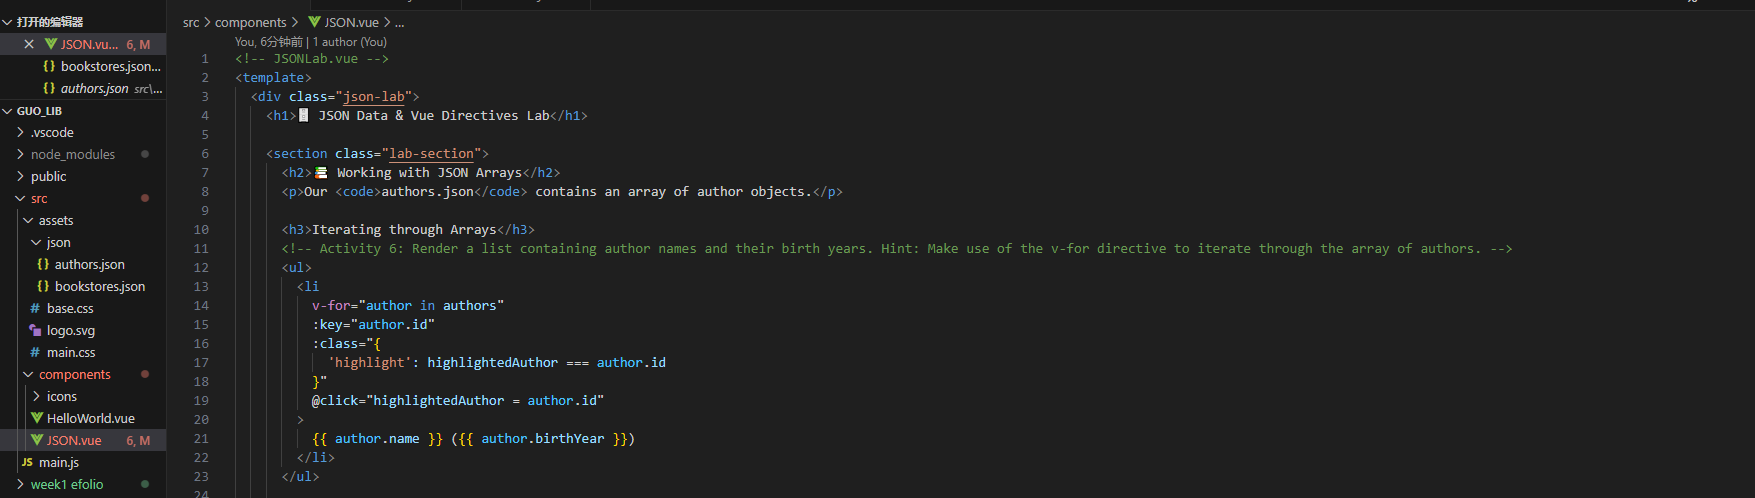 打开的编辑器
JSON.vu... 6, M
{} bookstores.json...
{} authors.json src\...
GUO_LIB
.vscode
node_modules
public
src
assets
json
{} authors.json
{} bookstores.json
# base.css
logo.svg
# main.css
components
icons
HelloWorld.vue
JSON.vue 6, M
JS main.js
week1 efolio
src > components > JSON.vue > ...
You, 6分钟前 | 1 author (You)
1 <!-- JSONLab.vue -->
2 <template>
3 <div class="json-lab">
4 <h1> JSON Data & Vue Directives Lab</h1>
5
6 <section class="lab-section">
7 <h2>📚 Working with JSON Arrays</h2>
8 <p>Our <code>authors.json</code> contains an array of author objects.</p>
9
10 <h3>Iterating through Arrays</h3>
11 <!-- Activity 6: Render a list containing author names and their birth years. Hint: Make use of the v-for directive to iterate through the array of authors. -->
12 <ul>
13 <li
14 v-for="author in authors"
15 :key="author.id"
16 :class="{
17 'highlight': highlightedAuthor === author.id
18 }"
19 @click="highlightedAuthor = author.id"
20 >
21 {{ author.name }} ({{ author.birthYear }})
22 </li>
23 </ul>
24